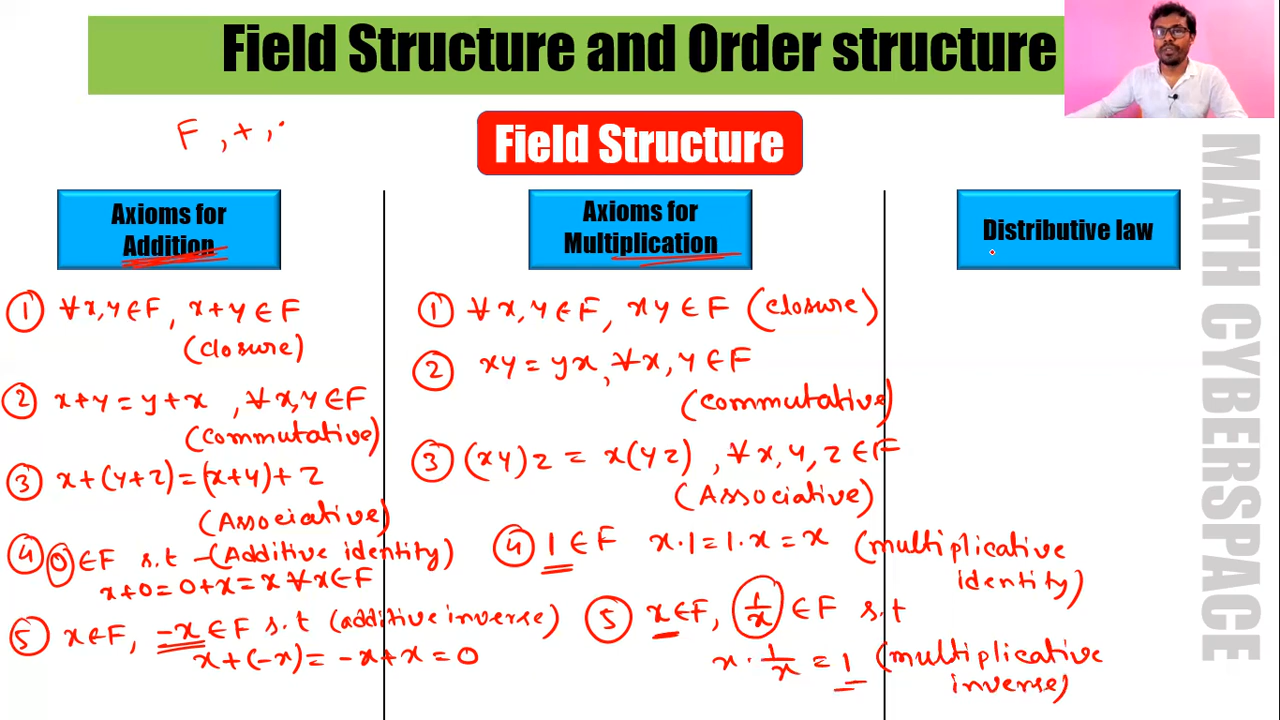 Field Structure and Order structure
F, +, ·
Field Structure
Axioms for
Addition
① ∀x,y∈F, x+y∈F
(closure)
② x+y=y+x, ∀x,y∈F
(commutative)
③ x+(y+z)=(x+y)+z
(Associative)
④ 0∈F s.t -(Additive identity)
x+0=0+x=x ∀x∈F
⑤ x∈F, -x∈F s.t (additive inverse)
x+(-x)=-x+x=0
Axioms for
Multiplication
① ∀x,y∈F, xy∈F (closure)
② xy=yx, ∀x,y∈F
(commutative)
③ (xy)z = x(yz), ∀x,y,z∈F
(Associative)
④ 1∈F x·1=1·x=x (multiplicative
identity)
⑤ x∈F, 1/x ∈F s.t
x·1/x=1 (multiplicative
inverse)
Distributive law
MATH CYBERSPACE